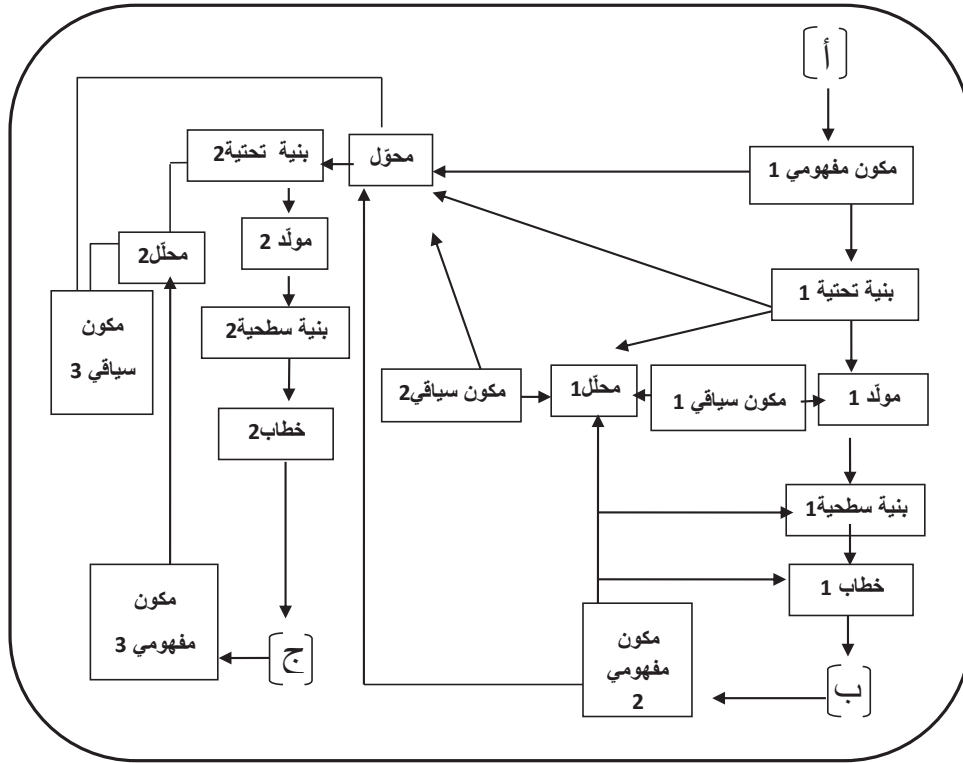 [أ]
مكون مفهومي 1
محوّل
بنية تحتية2
مولّد 2
محلّل2
بنية تحتية 1
مكون
سياقي 3
بنية سطحية2
مولّد 1
مكون سياقي 1
محلّل1
مكون سياقي2
خطاب2
بنية سطحية1
خطاب 1
مكون
مفهومي
2
مكون
مفهومي 3
[ب]
[ج]